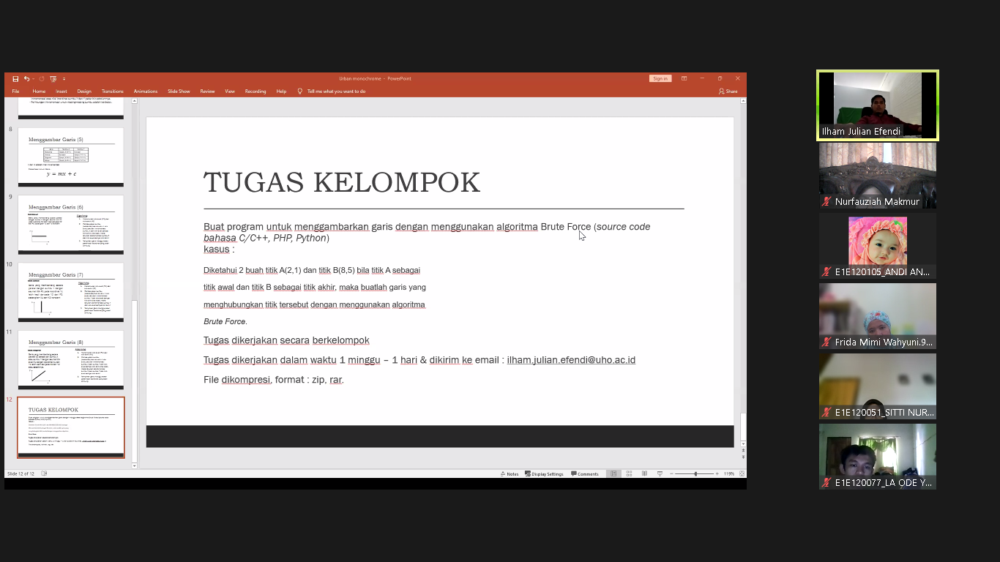 Urban monochrome - PowerPoint
Sign in
File Home Insert Design Transitions Animations Slide Show Review View Recording Help Tell me what you want to do
Share
8
Menggambar Garis (5)
y = mx + c
9
Menggambar Garis (6)
10
Menggambar Garis (7)
11
Menggambar Garis (8)
12
TUGAS KELOMPOK
TUGAS KELOMPOK
Buat program untuk menggambarkan garis dengan menggunakan algoritma Brute Force (source code
bahasa C/C++, PHP, Python)
kasus :
Diketahui 2 buah titik A(2,1) dan titik B(8,5) bila titik A sebagai
titik awal dan titik B sebagai titik akhir, maka buatlah garis yang
menghubungkan titik tersebut dengan menggunakan algoritma
Brute Force.
Tugas dikerjakan secara berkelompok
Tugas dikerjakan dalam waktu 1 minggu – 1 hari & dikirim ke email : ilham.julian.efendi@uho.ac.id
File dikompresi, format : zip, rar.
Slide 12 of 12
Notes Display Settings Comments 119%
Ilham Julian Efendi
Nurfauziah Makmur
E1E120105_ANDI AN...
Frida Mimi Wahyuni.9...
E1E120051_SITTI NUR...
E1E120077_LA ODE Y...